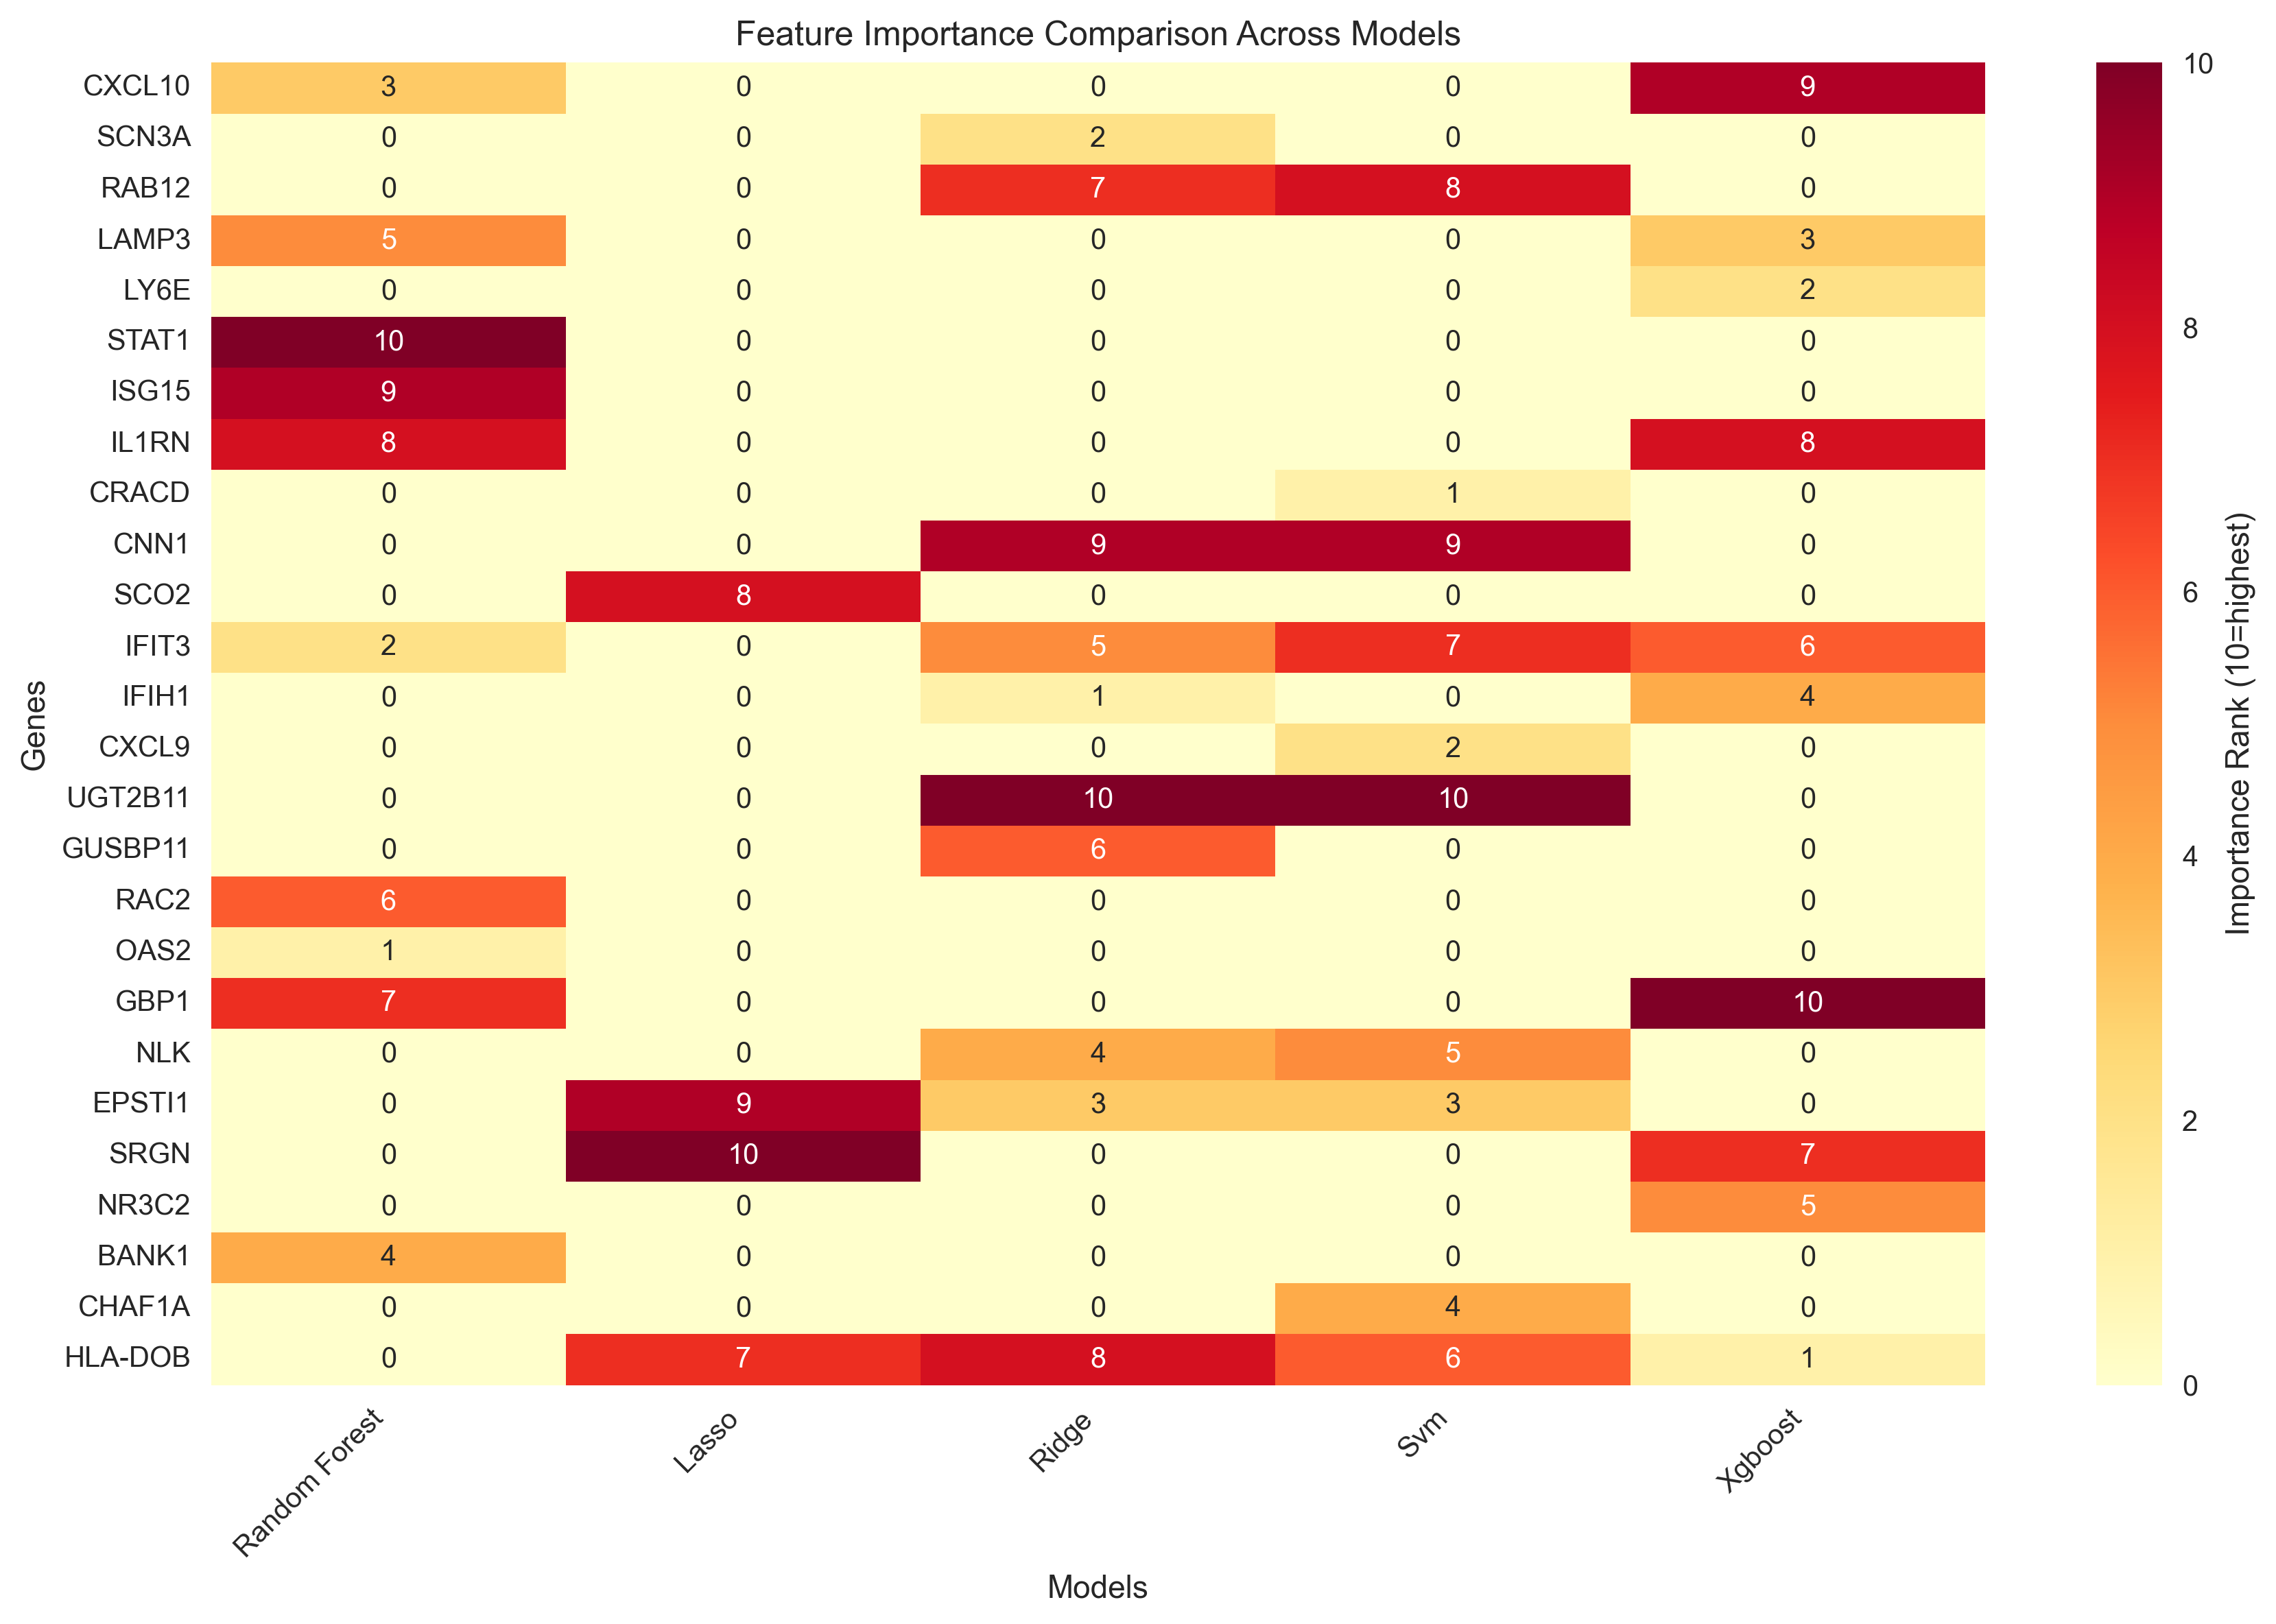 Feature Importance Comparison Across Models
CXCL10 3 0 0 0 9
SCN3A 0 0 2 0 0
RAB12 0 0 7 8 0
LAMP3 5 0 0 0 3
LY6E 0 0 0 0 2
STAT1 10 0 0 0 0
ISG15 9 0 0 0 0
IL1RN 8 0 0 0 8
CRACD 0 0 0 1 0
CNN1 0 0 9 9 0
SCO2 0 8 0 0 0
IFIT3 2 0 5 7 6
IFIH1 0 0 1 0 4
CXCL9 0 0 0 2 0
UGT2B11 0 0 10 10 0
GUSBP11 0 0 6 0 0
RAC2 6 0 0 0 0
OAS2 1 0 0 0 0
GBP1 7 0 0 0 10
NLK 0 0 4 5 0
EPSTI1 0 9 3 3 0
SRGN 0 10 0 0 7
NR3C2 0 0 0 0 5
BANK1 4 0 0 0 0
CHAF1A 0 0 0 4 0
HLA-DOB 0 7 8 6 1
Genes
Random Forest
Lasso
Ridge
Svm
Xgboost
Models
10
8
6
4
2
0
Importance Rank (10=highest)